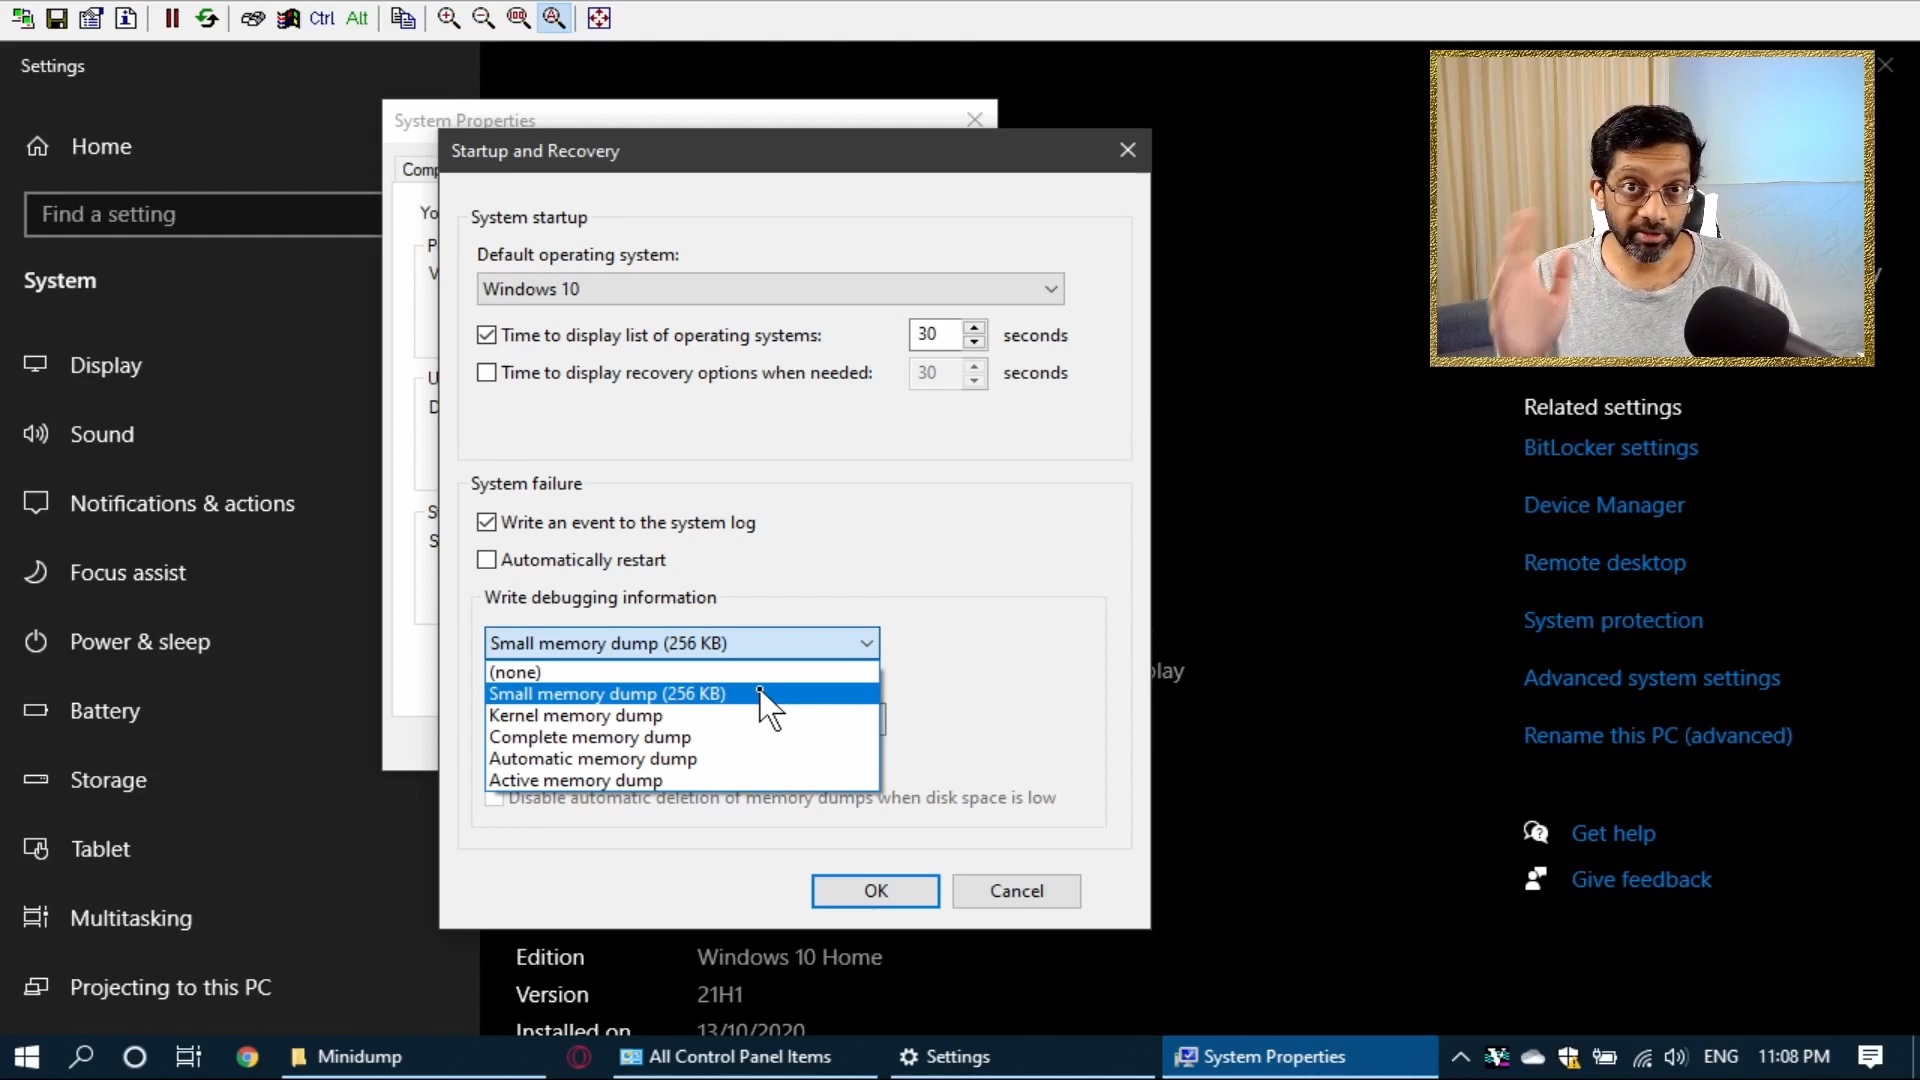 Ctrl Alt
Settings
Home
Find a setting
System
Display
Sound
Notifications & actions
Focus assist
Power & sleep
Battery
Storage
Tablet
Multitasking
Projecting to this PC
System Properties
Comp
Yo
P
V
U
D
S
S
Startup and Recovery
System startup
Default operating system:
Windows 10
Time to display list of operating systems: 30 seconds
Time to display recovery options when needed: 30 seconds
System failure
Write an event to the system log
Automatically restart
Write debugging information
Small memory dump (256 KB)
(none)
Small memory dump (256 KB)
Kernel memory dump
Complete memory dump
Automatic memory dump
Active memory dump
Disable automatic deletion of memory dumps when disk space is low
OK Cancel
play
Edition Windows 10 Home
Version 21H1
Installed on 13/10/2020
Related settings
BitLocker settings
Device Manager
Remote desktop
System protection
Advanced system settings
Rename this PC (advanced)
Get help
Give feedback
Minidump
All Control Panel Items
Settings
System Properties
ENG 11:08 PM